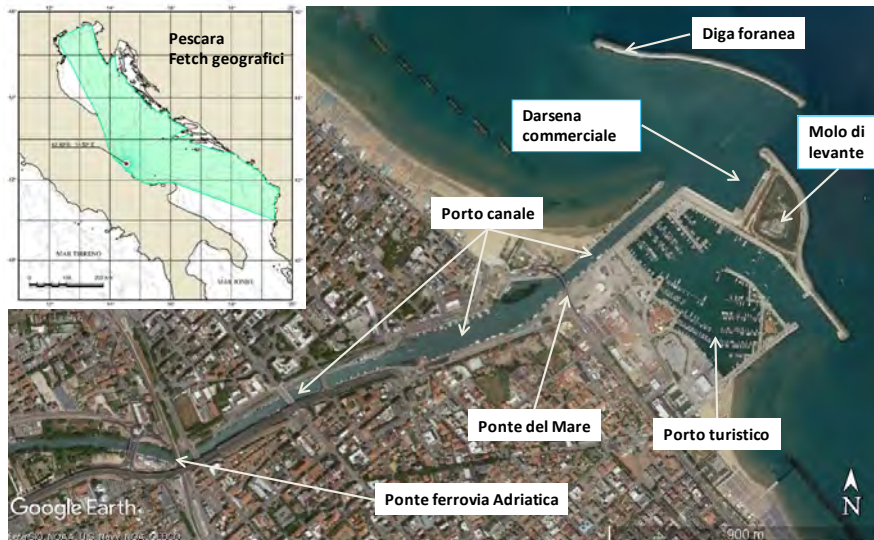 Pescara
Fetch geografici
MAR TIRRENO
MAR IONIO
Diga foranea
Darsena
commerciale
Molo di
levante
Porto canale
Ponte del Mare
Porto turistico
Ponte ferrovia Adriatica
N
Google Earth
900 m